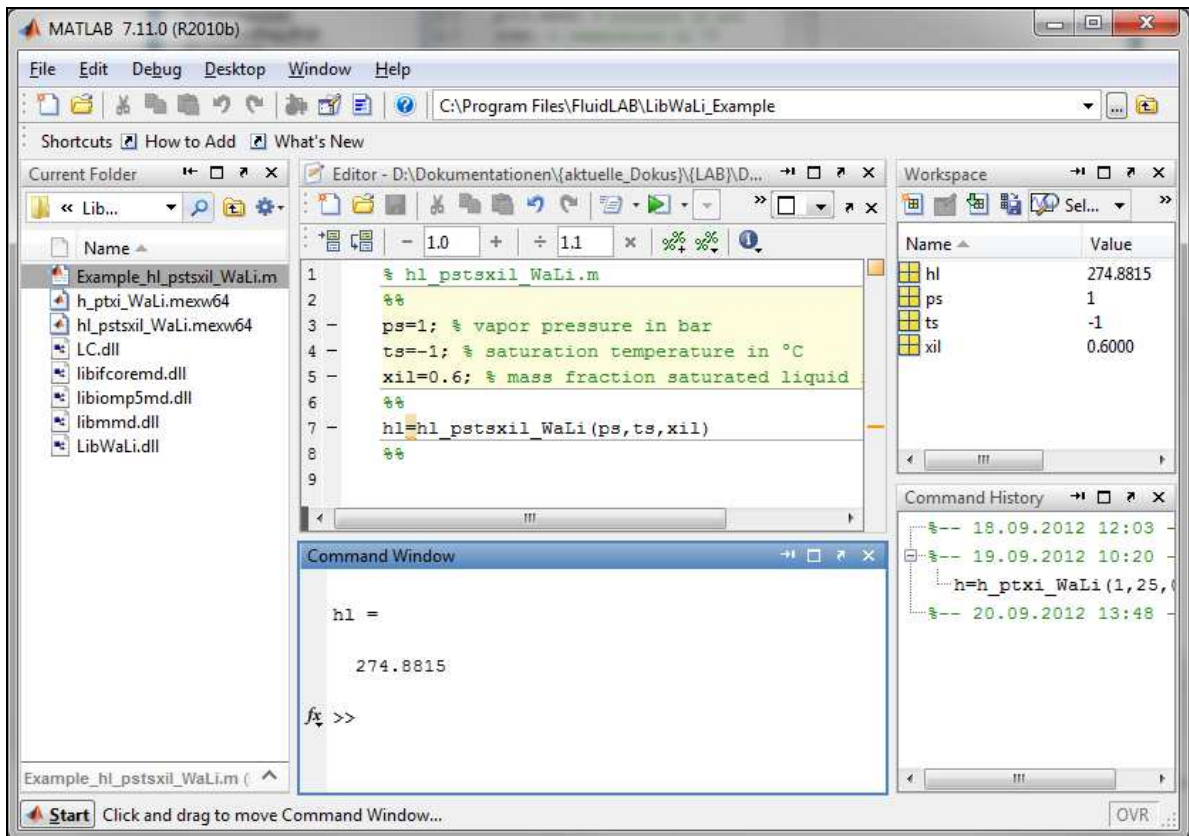 MATLAB 7.11.0 (R2010b)
File Edit Debug Desktop Window Help
C:\Program Files\FluidLAB\LibWaLi_Example
Shortcuts How to Add What's New
Current Folder
« Lib...
Name
Example_hl_pstsxil_WaLi.m
h_ptxi_WaLi.mexw64
hl_pstsxil_WaLi.mexw64
LC.dll
libifcoremd.dll
libiomp5md.dll
libmmd.dll
LibWaLi.dll
Example_hl_pstsxil_WaLi.m (
Editor - D:\Dokumentationen\{aktuelle_Dokus}\{LAB}\D...
- 1.0 + ÷ 1.1 ×
1 % hl_pstsxil_WaLi.m
2 %%
3 – ps=1; % vapor pressure in bar
4 – ts=-1; % saturation temperature in °C
5 – xil=0.6; % mass fraction saturated liquid
6 %%
7 – hl=hl_pstsxil_WaLi(ps,ts,xil)
8 %%
9
Command Window
hl =
274.8815
fx >>
Workspace
Sel...
Name Value
hl 274.8815
ps 1
ts -1
xil 0.6000
Command History
%-- 18.09.2012 12:03 -
%-- 19.09.2012 10:20 -
h=h_ptxi_WaLi(1,25,
%-- 20.09.2012 13:48 -
Start Click and drag to move Command Window...
OVR